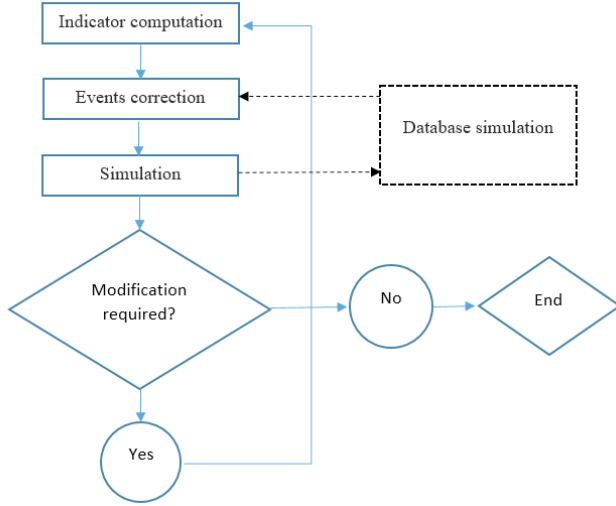 Indicator computation
Events correction
Database simulation
Simulation
Modification
required?
No
End
Yes